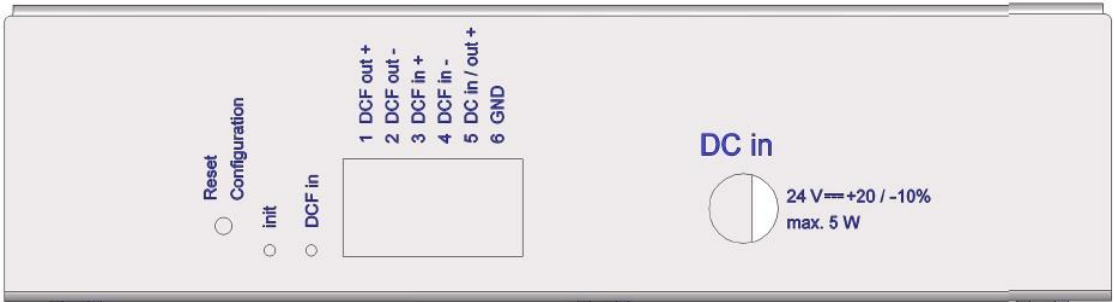 Reset
Configuration
init
DCF in
1 DCF out +
2 DCF out -
3 DCF in +
4 DCF in -
5 DC in / out +
6 GND
DC in
24 V⎓+20 / -10%
max. 5 W